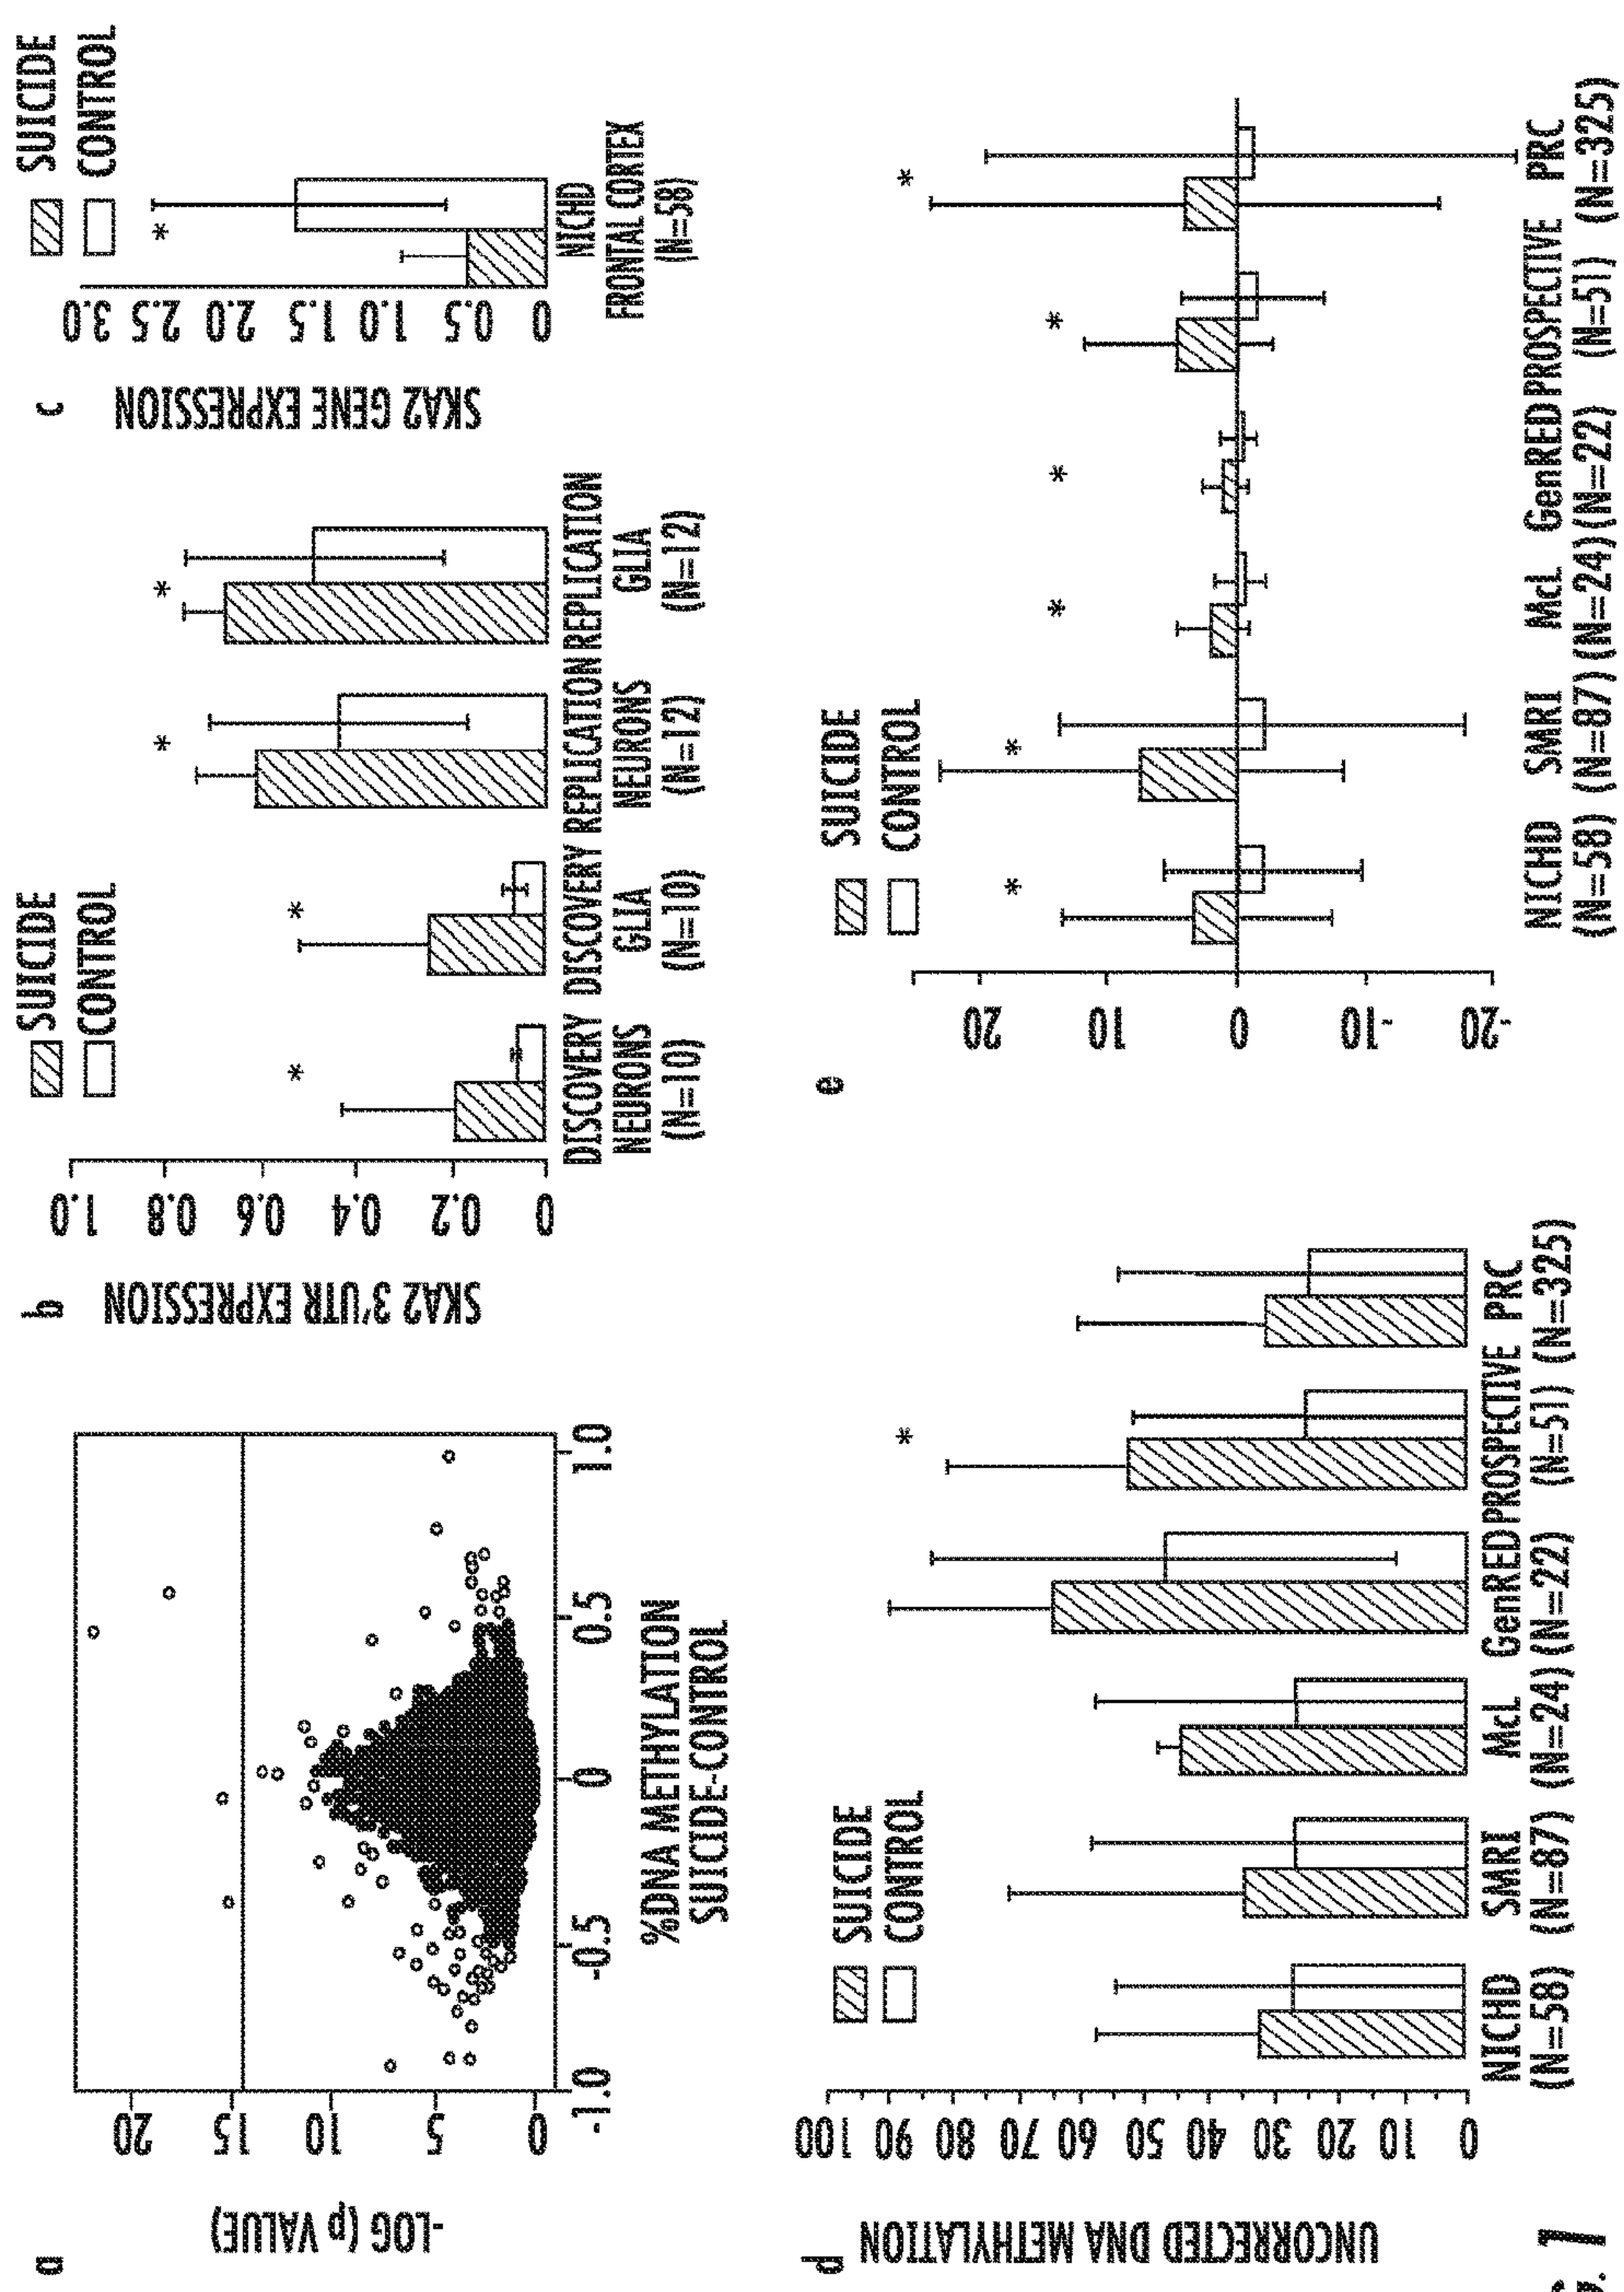 a
-LOG (p VALUE)
20
15
10
5
0
-1.0
-0.5
0
0.5
1.0
%DNA METHYLATION
SUICIDE-CONTROL
b
SKA2 3'UTR EXPRESSION
1.0
0.8
0.6
0.4
0.2
0
SUICIDE
CONTROL
*
*
*
*
DISCOVERY DISCOVERY REPLICATION REPLICATION
NEURONS GLIA NEURONS GLIA
(N=10) (N=10) (N=12) (N=12)
c
SKA2 GENE EXPRESSION
3.0
2.5
2.0
1.5
1.0
0.5
0
SUICIDE
CONTROL
*
NICHD
FRONTAL CORTEX
(N=58)
d
UNCORRECTED DNA METHYLATION
100
90
80
70
60
50
40
30
20
10
0
SUICIDE
CONTROL
*
NICHD SMRI McL GenRED PROSPECTIVE PRC
(N=58) (N=87) (N=24) (N=22) (N=51) (N=325)
e
20
10
0
-10
-20
SUICIDE
CONTROL
*
*
*
*
*
*
NICHD SMRI McL GenRED PROSPECTIVE PRC
(N=58) (N=87) (N=24) (N=22) (N=51) (N=325)
1